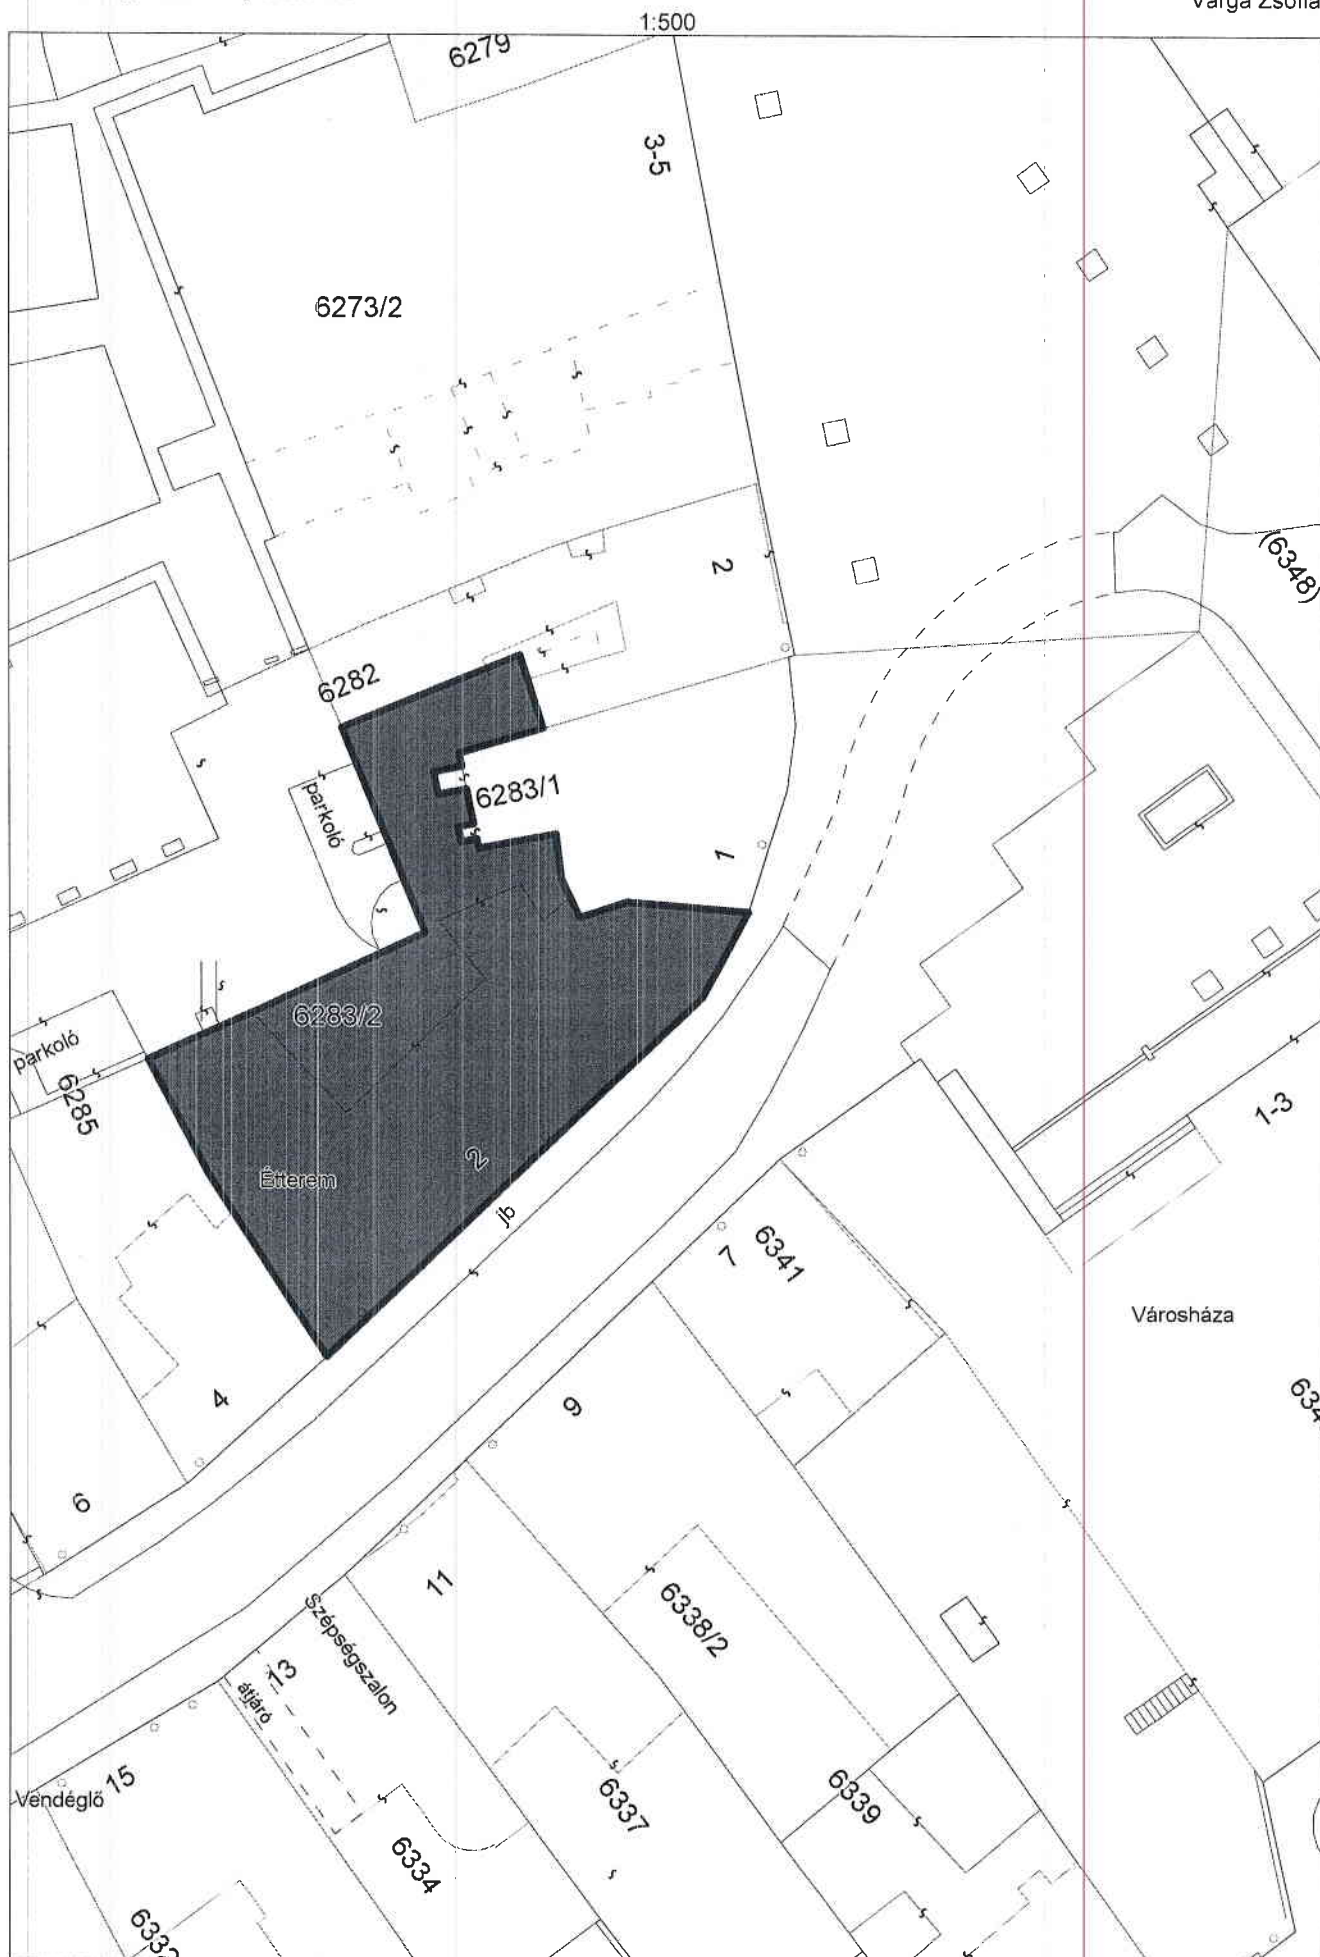 Varga Zsófia
1:500
6279
3-5
6273/2
2
(6348)
6282
6283/1
parkoló
1
6283/2
parkoló
6285
Étterem
2
jb
1-3
7
6341
Városháza
4
9
6
11
6338/2
Szépségszalon
13
átjáró
15
Vendéglő
6337
6339
6334